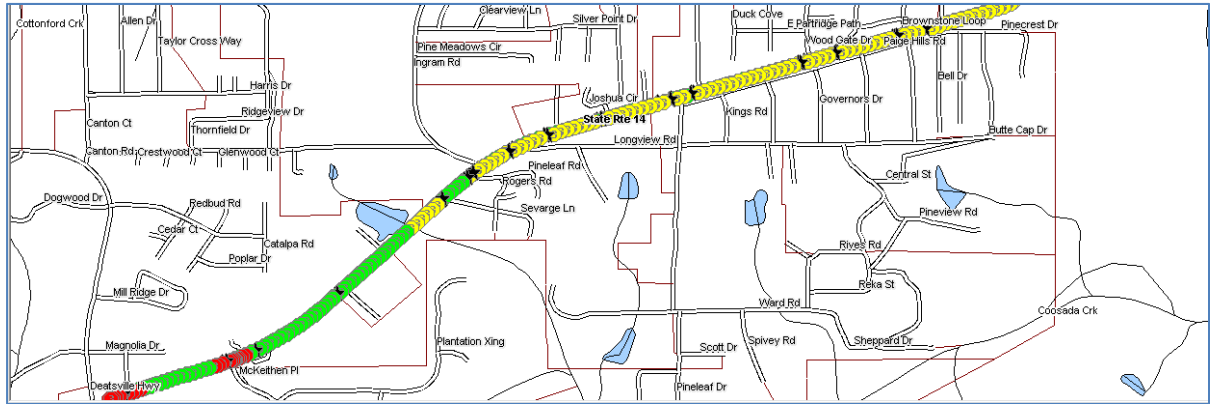 Cottonford Crk
Allen Dr
Clearview Ln
Silver Point Dr
Duck Cove
E Partridge Path
Brownstone Loop
Pinecrest Dr
Taylor Cross Way
Pine Meadows Cir
Wood Gate Dr
Paige Hills Rd
Ingram Rd
Harris Dr
Bell Dr
Joshua Cir
Governors Dr
Ridgeview Dr
Kings Rd
Canton Ct
Thornfield Dr
State Rte 14
Butte Cap Dr
Longview Rd
Canton Rd
Crestwood Ct
Glenwood Ct
Pineleaf Rd
Central St
Rogers Rd
Dogwood Dr
Redbud Rd
Sevarge Ln
Pineview Rd
Cedar Ct
Catalpa Rd
Rives Rd
Poplar Dr
Reka St
Mill Ridge Dr
Ward Rd
Coosada Crk
Magnolia Dr
Plantation Xing
Spivey Rd
Sheppard Dr
Scott Dr
McKeithen Pl
Deatsville Hwy
Pineleaf Dr